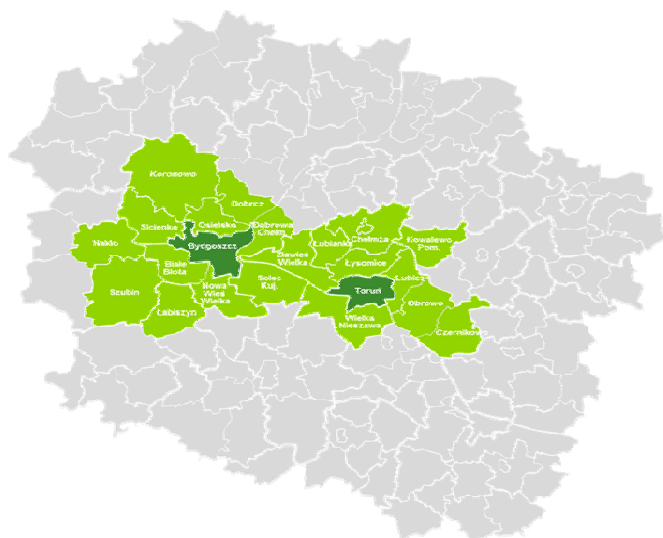 Koronowo
Dobrcz
Sicienko
Osielsko
Dąbrowa
Chełm.
Nakło
Bydgoszcz
Łubianka
Chełmża
Kowalewo
Pom.
Zławieś
Wielka
Białe
Błota
Łysomice
Solec
Kuj.
Lubicz
Szubin
Nowa
Wieś
Wielka
Toruń
Obrowo
Łabiszyn
Wielka
Nieszawka
Czernikowo